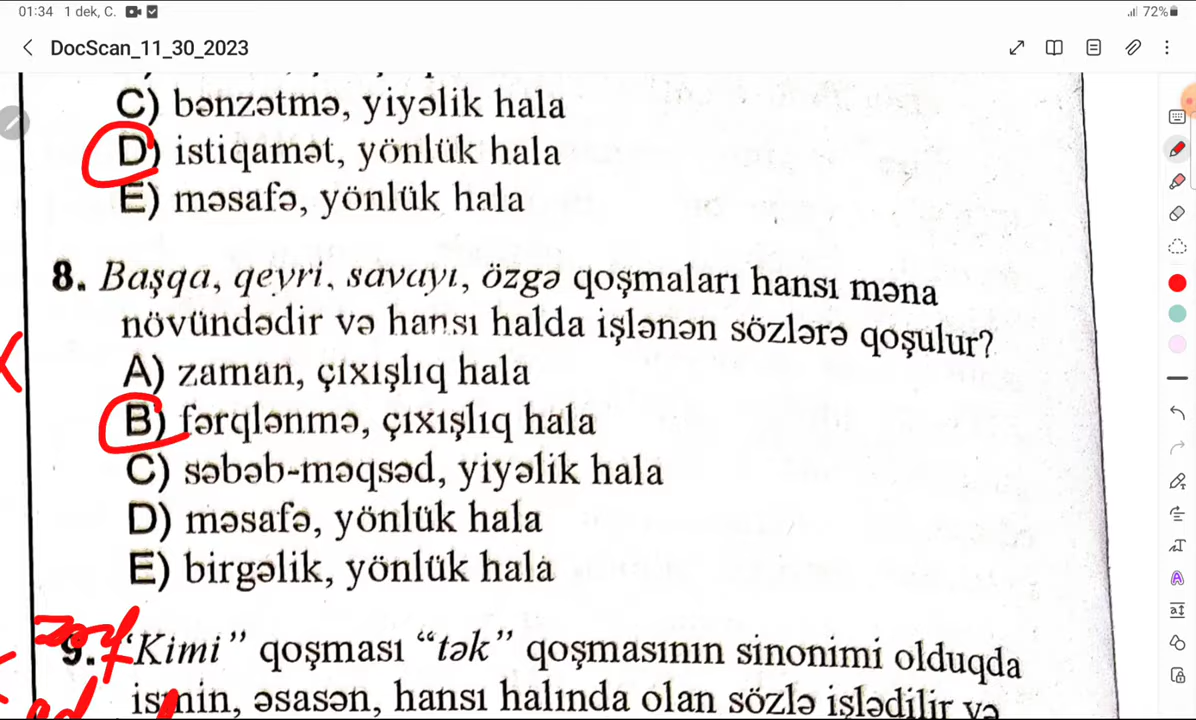 01:34 1 dek, C.
72%
DocScan_11_30_2023
C) bənzətmə, yiyəlik hala
D) istiqamət, yönlük hala
E) məsafə, yönlük hala
8. Başqa, qeyri, savayı, özgə qoşmaları hansı məna
növündədir və hansı halda işlənən sözlərə qoşulur?
A) zaman, çıxışlıq hala
B) fərqlənmə, çıxışlıq hala
C) səbəb-məqsəd, yiyəlik hala
D) məsafə, yönlük hala
E) birgəlik, yönlük hala
9. “Kimi” qoşması “tək” qoşmasının sinonimi olduqda
ismin, əsasən, hansı halında olan sözlə işlədilir və